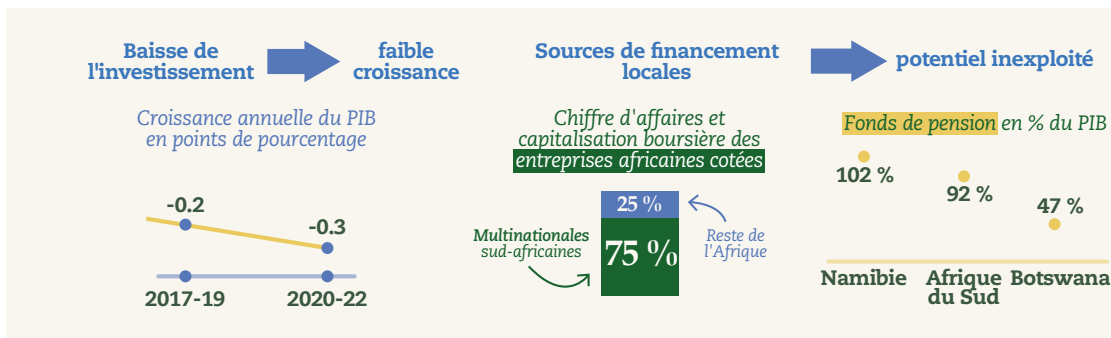 Baisse de
l'investissement
faible
croissance
Croissance annuelle du PIB
en points de pourcentage
-0.2
-0.3
2017-19
2020-22
Sources de financement
locales
Chiffre d'affaires et
capitalisation boursière des
entreprises africaines cotées
25 %
75 %
Multinationales
sud-africaines
Reste de
l'Afrique
potentiel inexploité
Fonds de pension en % du PIB
102 %
92 %
47 %
Namibie
Afrique
du Sud
Botswana